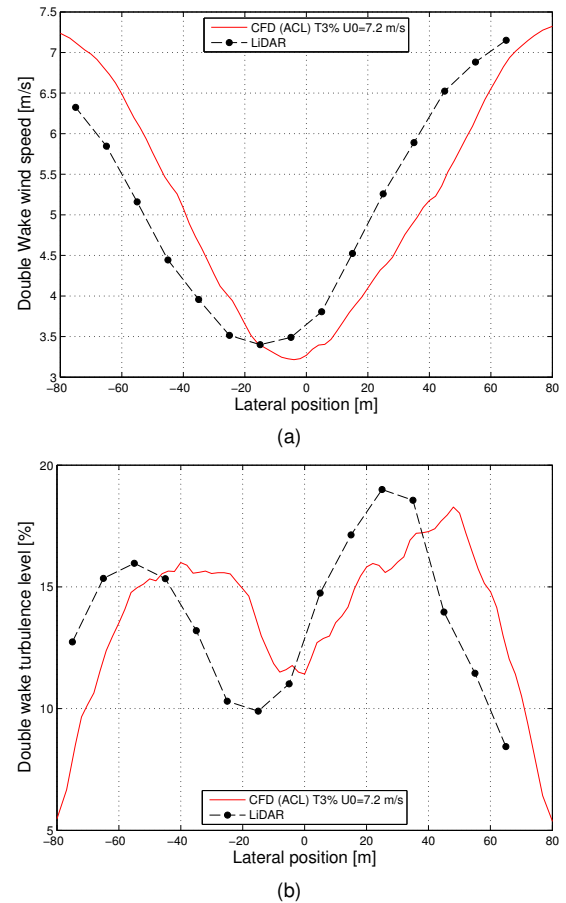 7.5
7
6.5
6
5.5
5
4.5
4
3.5
3
Double Wake wind speed [m/s]
CFD (ACL) T3% U0=7.2 m/s
LiDAR
−80 −60 −40 −20 0 20 40 60 80
Lateral position [m]
(a)
20
15
10
5
Double wake turbulence level [%]
CFD (ACL) T3% U0=7.2 m/s
LiDAR
−80 −60 −40 −20 0 20 40 60 80
Lateral position [m]
(b)